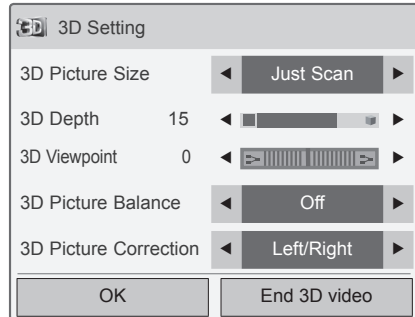 3D 3D Setting
3D Picture Size Just Scan
3D Depth 15
3D Viewpoint 0
3D Picture Balance Off
3D Picture Correction Left/Right
OK End 3D video